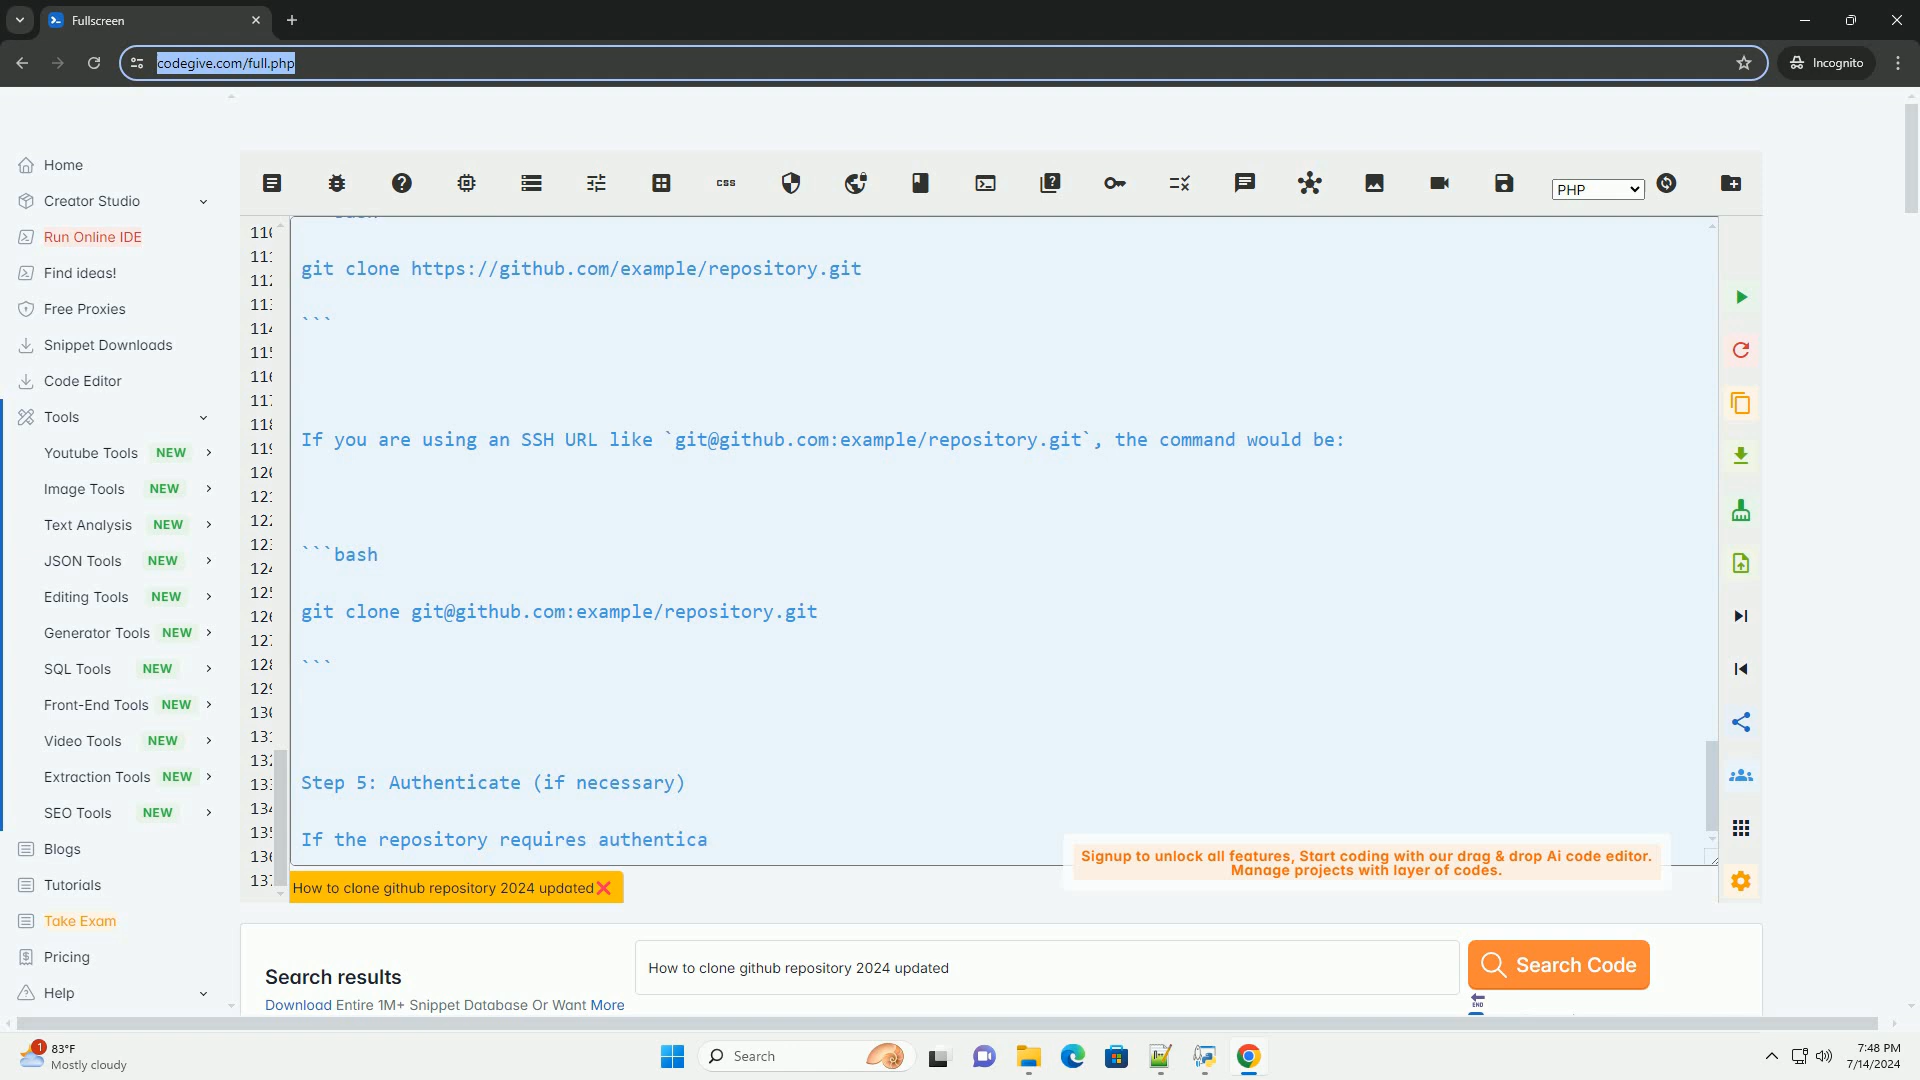 Fullscreen
codegive.com/full.php
Incognito
Home
Creator Studio
Run Online IDE
Find ideas!
Free Proxies
Snippet Downloads
Code Editor
Tools
Youtube Tools NEW
Image Tools NEW
Text Analysis NEW
JSON Tools NEW
Editing Tools NEW
Generator Tools NEW
SQL Tools NEW
Front-End Tools NEW
Video Tools NEW
Extraction Tools NEW
SEO Tools NEW
Blogs
Tutorials
Take Exam
Pricing
Help
css
PHP
git clone https://github.com/example/repository.git
```
If you are using an SSH URL like `git@github.com:example/repository.git`, the command would be:
```bash
git clone git@github.com:example/repository.git
```
Step 5: Authenticate (if necessary)
If the repository requires authentica
Signup to unlock all features, Start coding with our drag & drop Ai code editor.
Manage projects with layer of codes.
How to clone github repository 2024 updated
Search results
Download Entire 1M+ Snippet Database Or Want More
How to clone github repository 2024 updated
Search Code
END
1
83°F
Mostly cloudy
Search
7:48 PM
7/14/2024